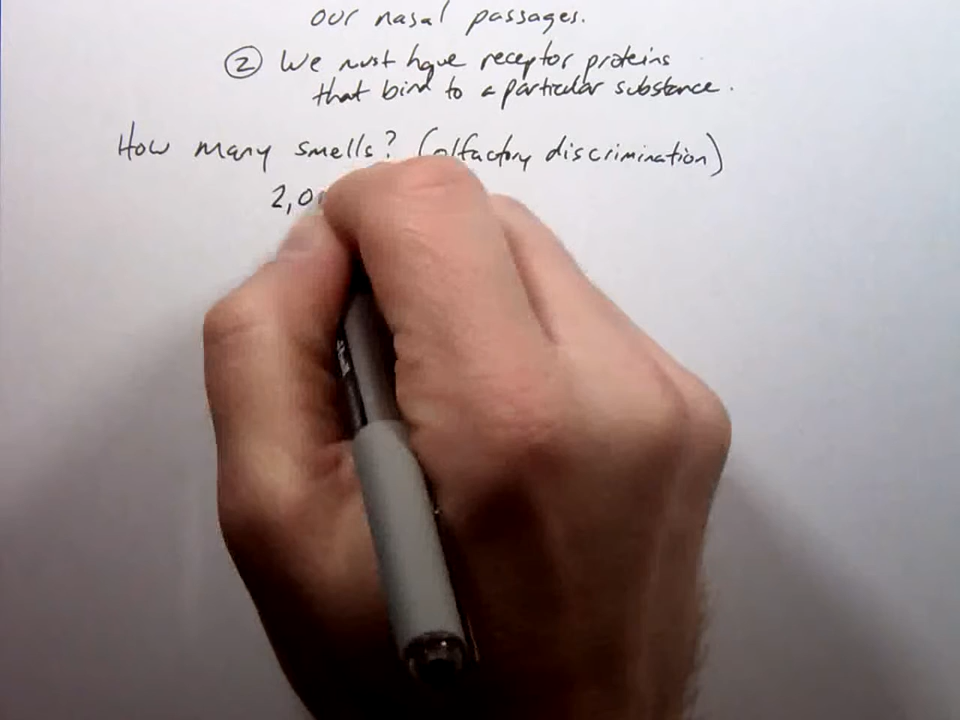 our nasal passages.
② We must have receptor proteins
that bind to a particular substance.
How many smells? (olfactory discrimination)
2,0